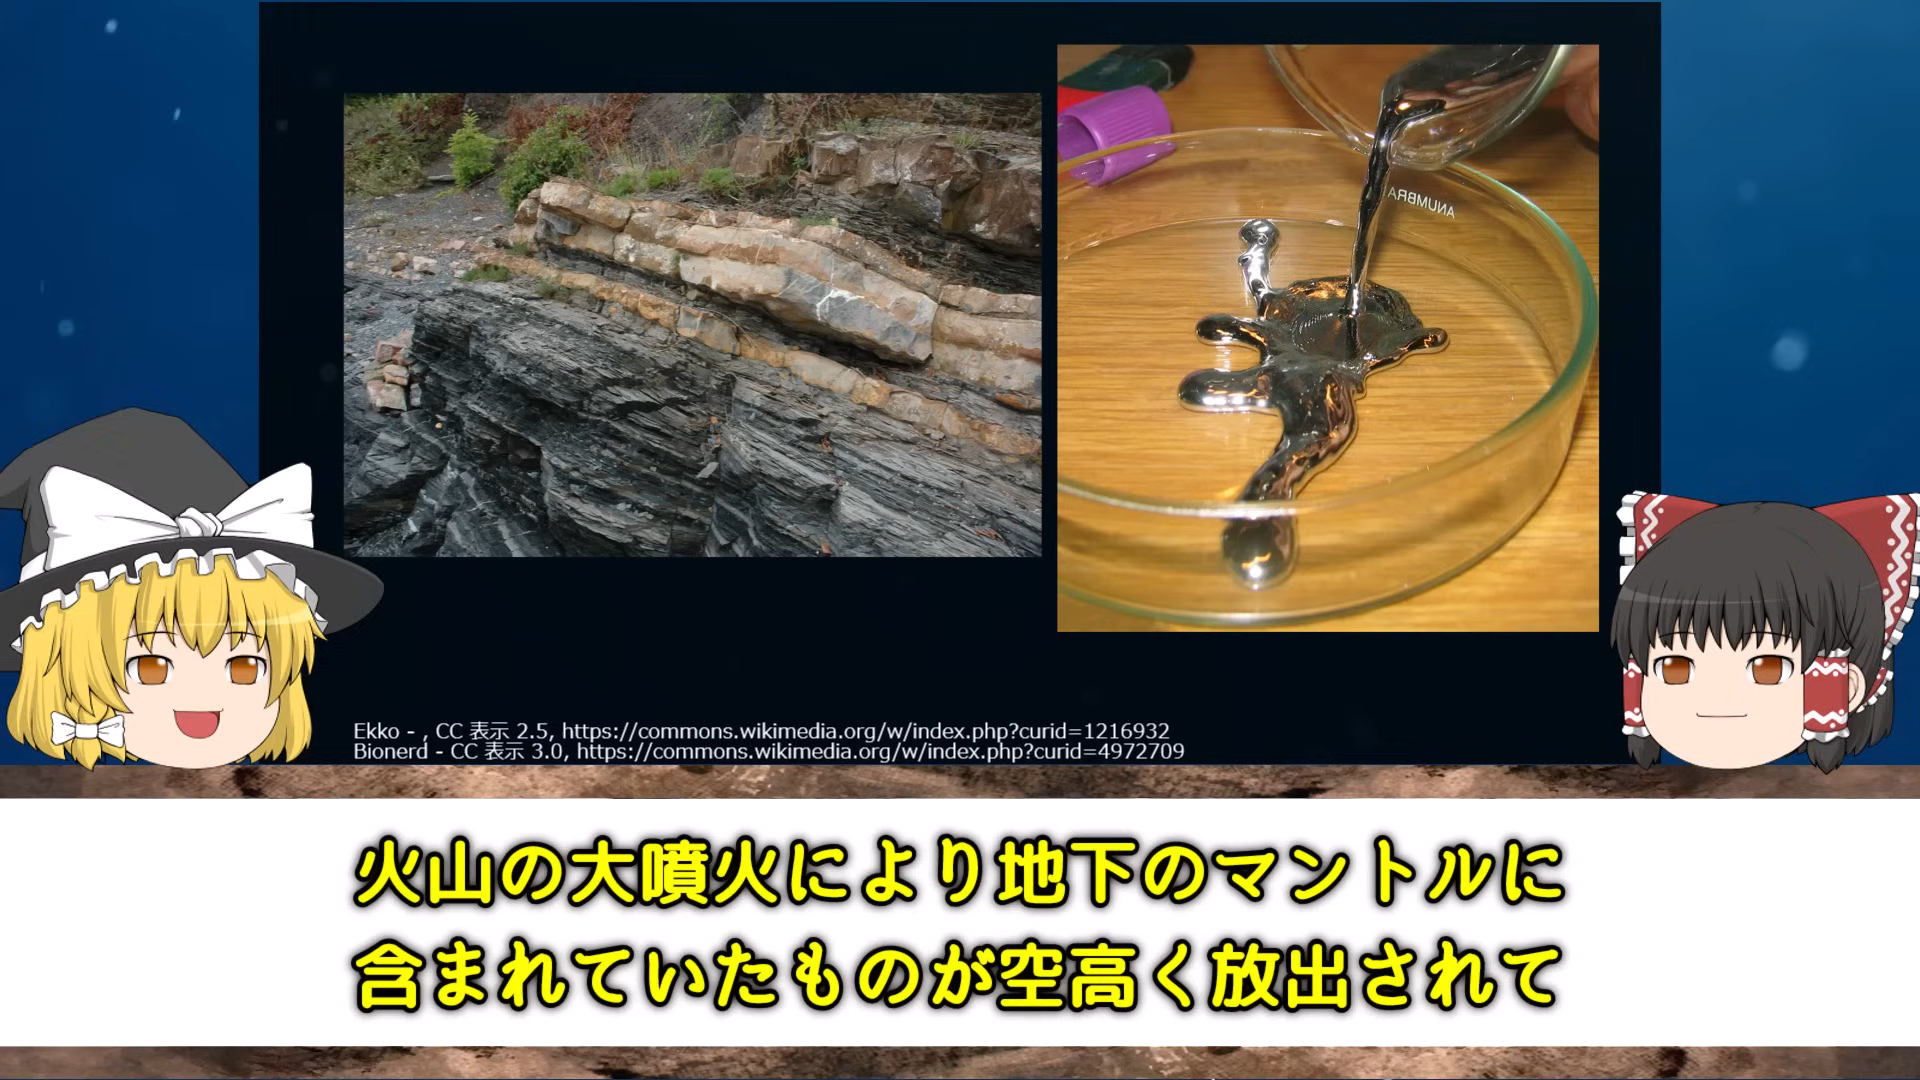 ANUMBRA
Ekko - , CC 表示 2.5, https://commons.wikimedia.org/w/index.php?curid=1216932
Bionerd - CC 表示 3.0, https://commons.wikimedia.org/w/index.php?curid=4972709
火山の大噴火により地下のマントルに
含まれていたものが空高く放出されて